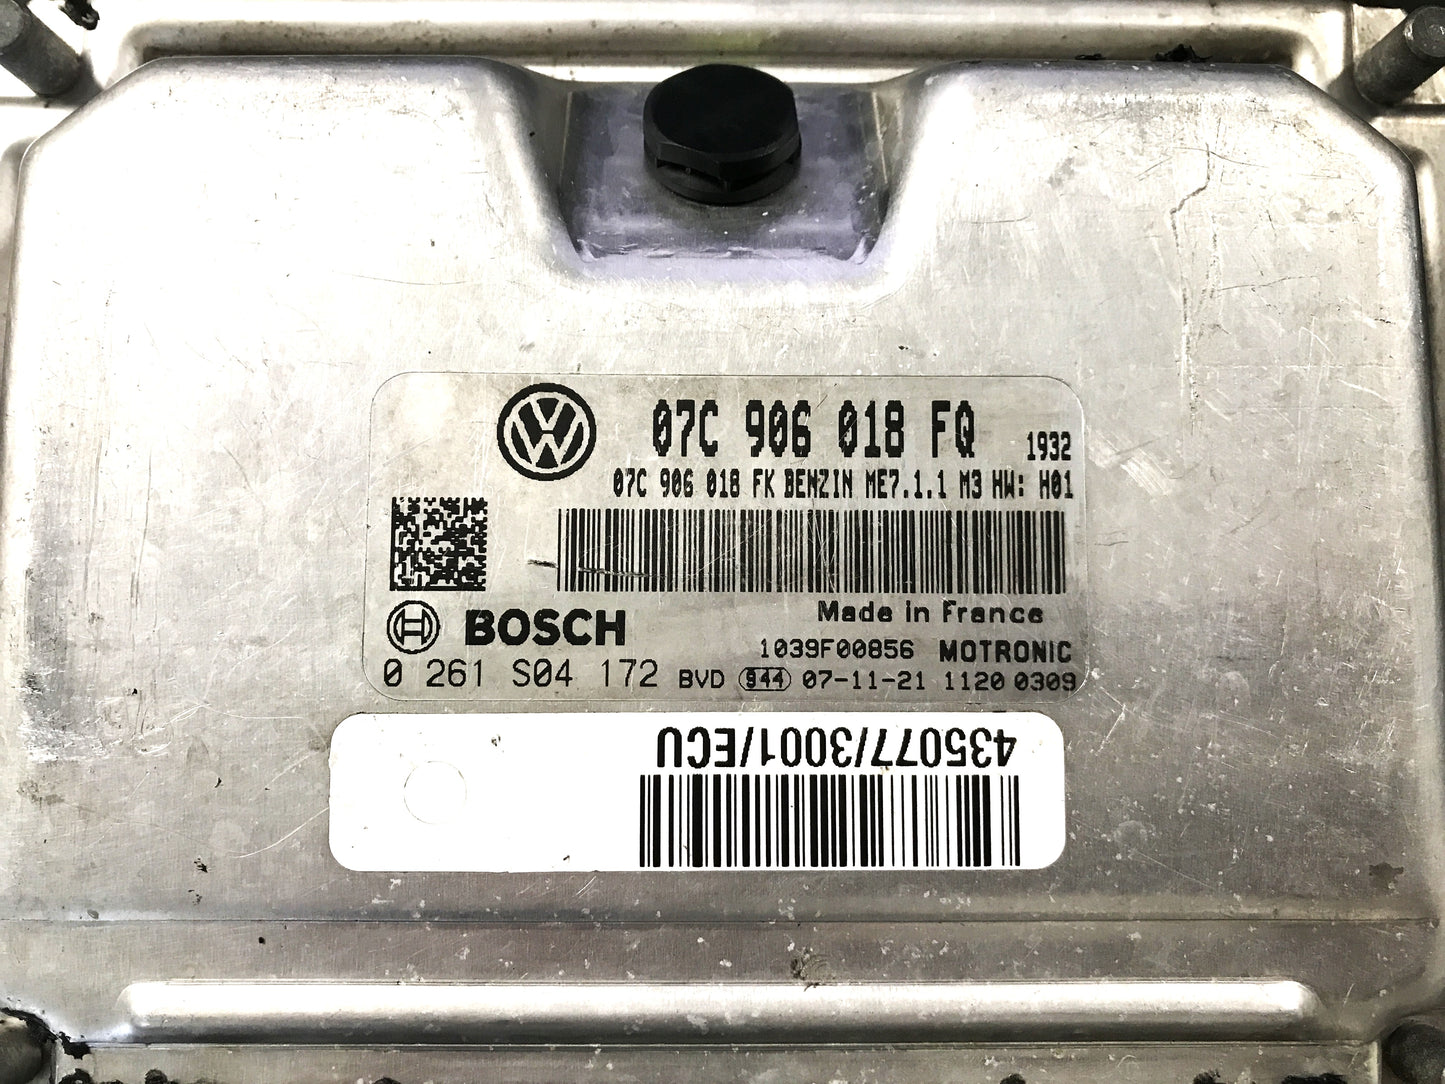 07C 906 018 FQ 1932
07C 906 018 FK BENZIN ME7.1.1 M3 HW: H01
Made in France
BOSCH
1039F00856 MOTRONIC
0 261 S04 172 BVD 944 07-11-21 1120 0309
435077/3001/ECU